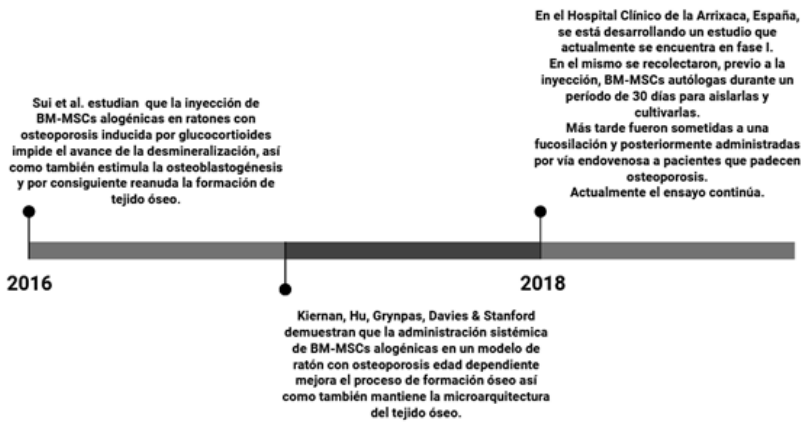 En el Hospital Clínico de la Arrixaca, España,
se está desarrollando un estudio que
actualmente se encuentra en fase I.
En el mismo se recolectaron, previo a la
inyección, BM-MSCs autólogas durante un
período de 30 días para aislarlas y
cultivarlas.
Más tarde fueron sometidas a una
fucosilación y posteriormente administradas
por vía endovenosa a pacientes que padecen
osteoporosis.
Actualmente el ensayo continúa.
Sui et al. estudian que la inyección de
BM-MSCs alogénicas en ratones con
osteoporosis inducida por glucocortioides
impide el avance de la desmineralización, así
como también estimula la osteoblastogénesis
y por consiguiente reanuda la formación de
tejido óseo.
2016
2018
Kiernan, Hu, Grynpas, Davies & Stanford
demuestran que la administración sistémica
de BM-MSCs alogénicas en un modelo de
ratón con osteoporosis edad dependiente
mejora el proceso de formación óseo así
como también mantiene la microarquitectura
del tejido óseo.